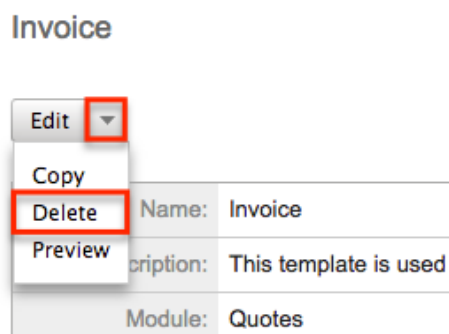 Invoice
Edit
Copy
Delete
Preview
Name: Invoice
cription: This template is used
Module: Quotes